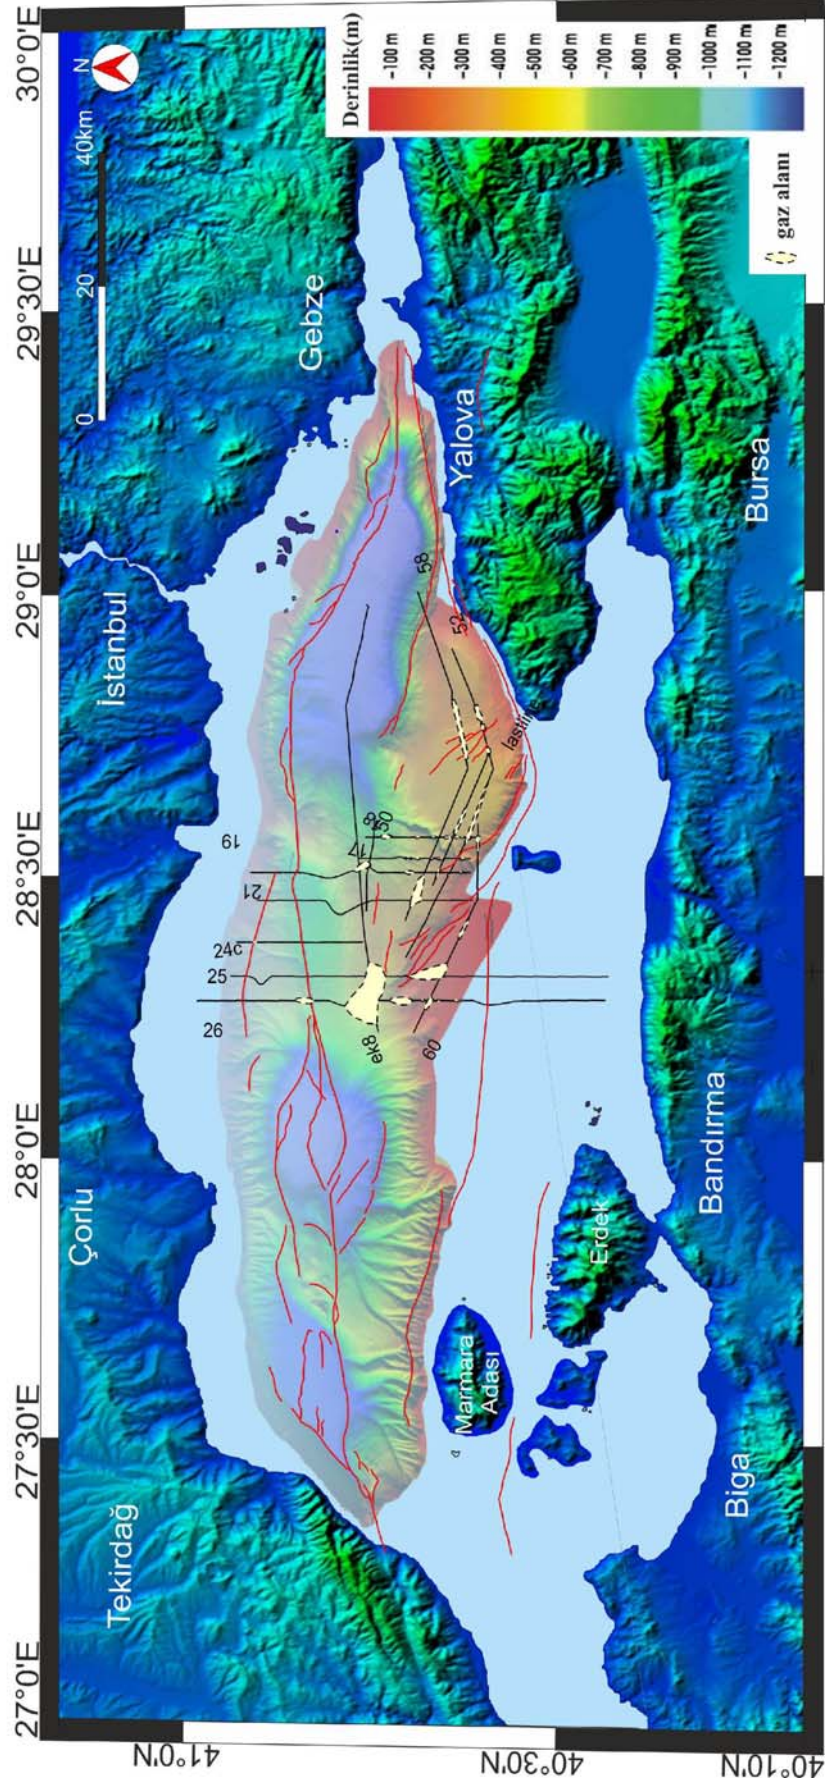 27°0'E
27°30'E
28°0'E
28°30'E
29°0'E
29°30'E
30°0'E
41°0'N
40°30'N
40°10'N
N
0 20 40km
Tekirdağ
Çorlu
İstanbul
Gebze
Yalova
Bursa
Bandırma
Erdek
Marmara
Adası
Biga
26
25
24c
21
19
17
50
58
52
60
ek8
Derinlik(m)
-100 m
-200 m
-300 m
-400 m
-500 m
-600 m
-700 m
-800 m
-900 m
-1000 m
-1100 m
-1200 m
gaz alanı